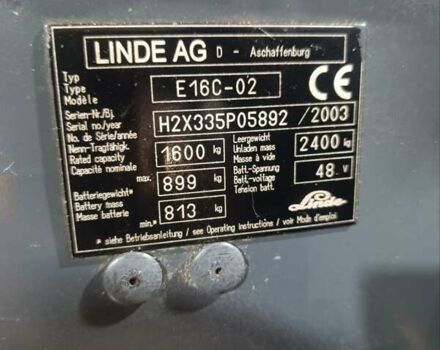 LINDE AG D - Aschaffenburg
Typ
Type E16C-02
Modèle
CE
Serien-Nr./Bj.
Serial no./year H2X335P05892 / 2003
No. de Série/année
Nenn-Tragfähigk.
Rated capacity 1600 kg
Capacité nominale
Leergewicht
Unladen mass 2400 kg
Masse à vide
max. 899 kg
Batt.-Spannung
Batt.-voltage 48 V
Tension batt.
Batteriegewicht*
Battery mass
Masse batterie
min.* 813 kg
Linde
* siehe Betriebsanleitung / see Operating Instructions / voir Mode d'emploi